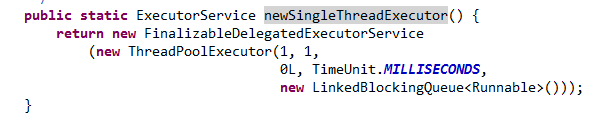 public static ExecutorService newSingleThreadExecutor() {
return new FinalizableDelegatedExecutorService
(new ThreadPoolExecutor(1, 1,
0L, TimeUnit.MILLISECONDS,
new LinkedBlockingQueue<Runnable>()));
}